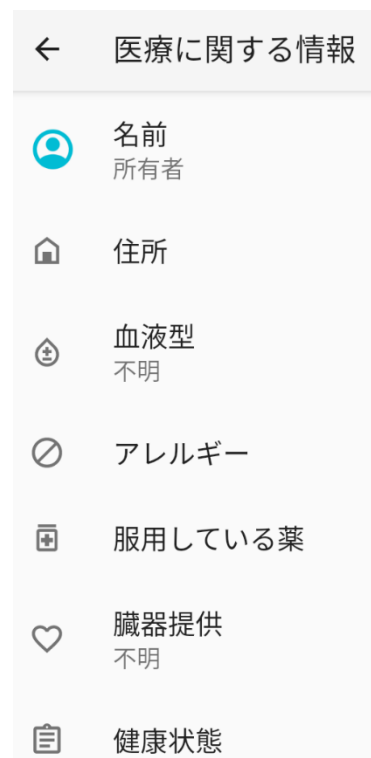 医療に関する情報
名前
所有者
住所
血液型
不明
アレルギー
服用している薬
臓器提供
不明
健康状態